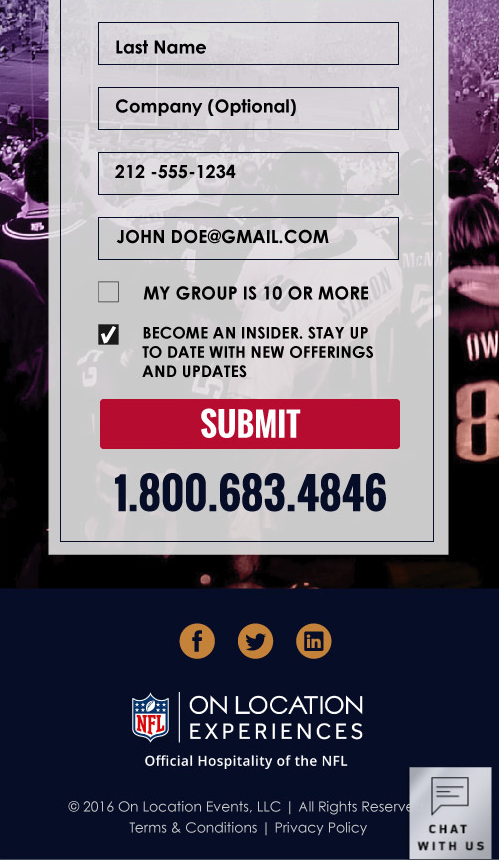 Last Name
Company (Optional)
212 -555-1234
JOHN DOE@GMAIL.COM
MY GROUP IS 10 OR MORE
BECOME AN INSIDER. STAY UP
TO DATE WITH NEW OFFERINGS
AND UPDATES
SUBMIT
1.800.683.4846
NFL
ON LOCATION
EXPERIENCES
Official Hospitality of the NFL
© 2016 On Location Events, LLC | All Rights Reserve
Terms & Conditions | Privacy Policy
CHAT
WITH US